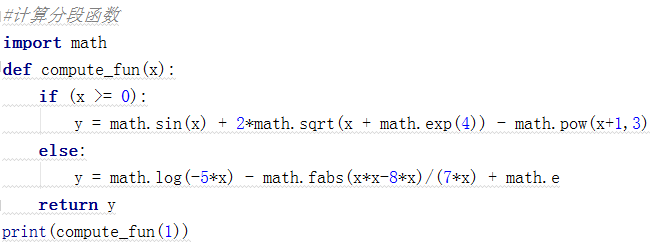 #计算分段函数
import math
def compute_fun(x):
    if (x >= 0):
        y = math.sin(x) + 2*math.sqrt(x + math.exp(4)) - math.pow(x+1,3)
    else:
        y = math.log(-5*x) - math.fabs(x*x-8*x)/(7*x) + math.e
    return y
print(compute_fun(1))